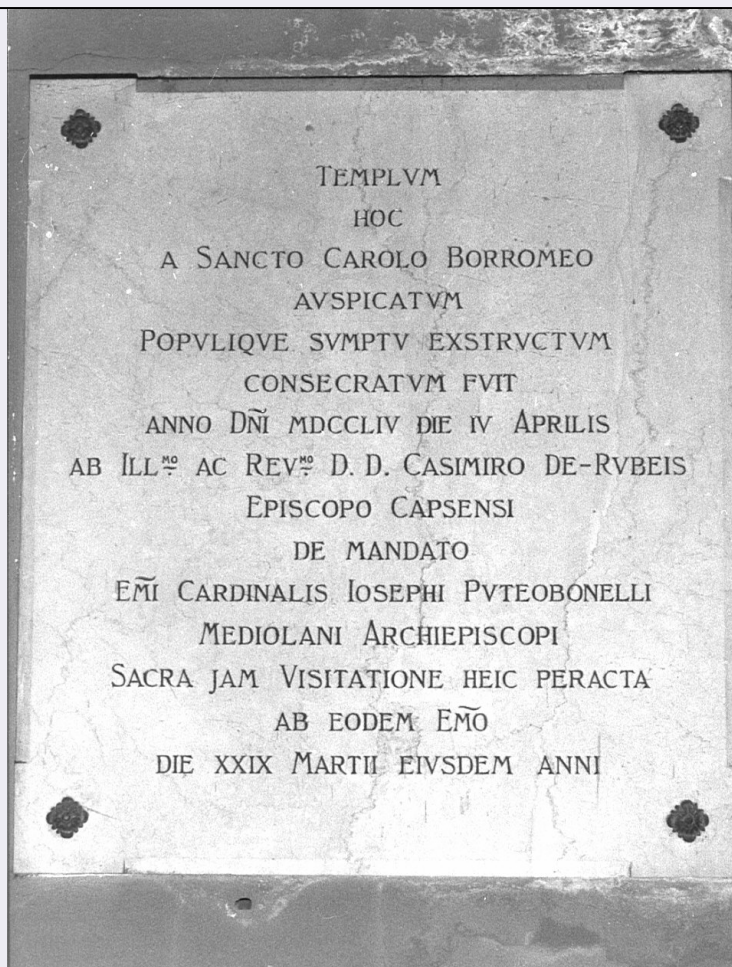 TEMPLVM
HOC
A SANCTO CAROLO BORROMEO
AVSPICATVM
POPVLIQVE SVMPTV EXSTRVCTVM
CONSECRATVM FVIT
ANNO DÑI MDCCLIV DIE IV APRILIS
AB ILL.ᴹᴼ AC REV.ᴹᴼ D. D. CASIMIRO DE-RVBEIS
EPISCOPO CAPSENSI
DE MANDATO
EM̃I CARDINALIS IOSEPHI PVTEOBONELLI
MEDIOLANI ARCHIEPISCOPI
SACRA JAM VISITATIONE HEIC PERACTA
AB EODEM EM̃O
DIE XXIX MARTII EIVSDEM ANNI